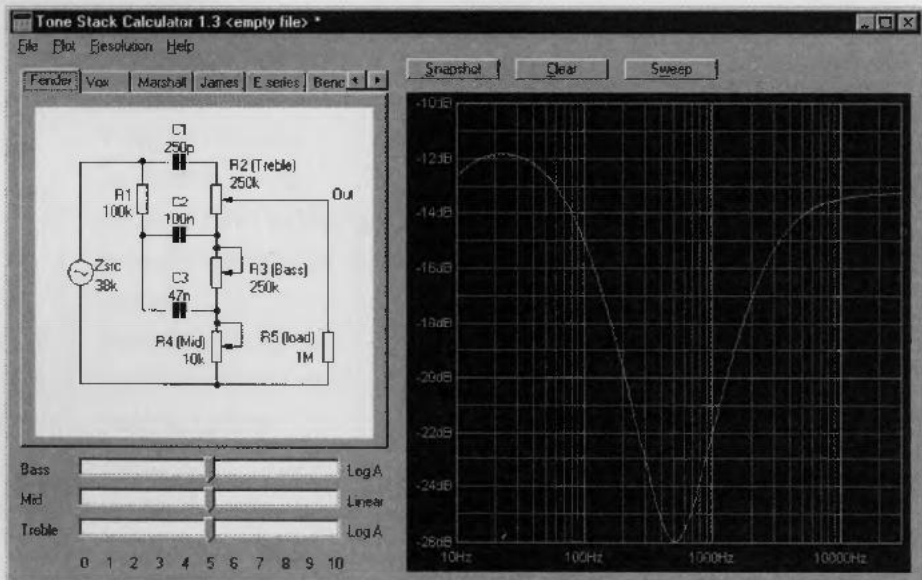 Tone Stack Calculator 1.3 <empty file> *
File Plot Resolution Help
Fender Vox Marshall James E series Benc
Snapshot Clear Sweep
C1
250p
R2 (Treble)
250k
Out
R1
100k
C2
100n
R3 (Bass)
250k
Zsrc
38k
C3
47n
R4 (Mid)
10k
R5 (load)
1M
Bass Log A
Mid Linear
Treble Log A
0 1 2 3 4 5 6 7 8 9 10
-10dB
-12dB
-14dB
-16dB
-18dB
-20dB
-22dB
-24dB
-26dB
10Hz 100Hz 1000Hz 10000Hz